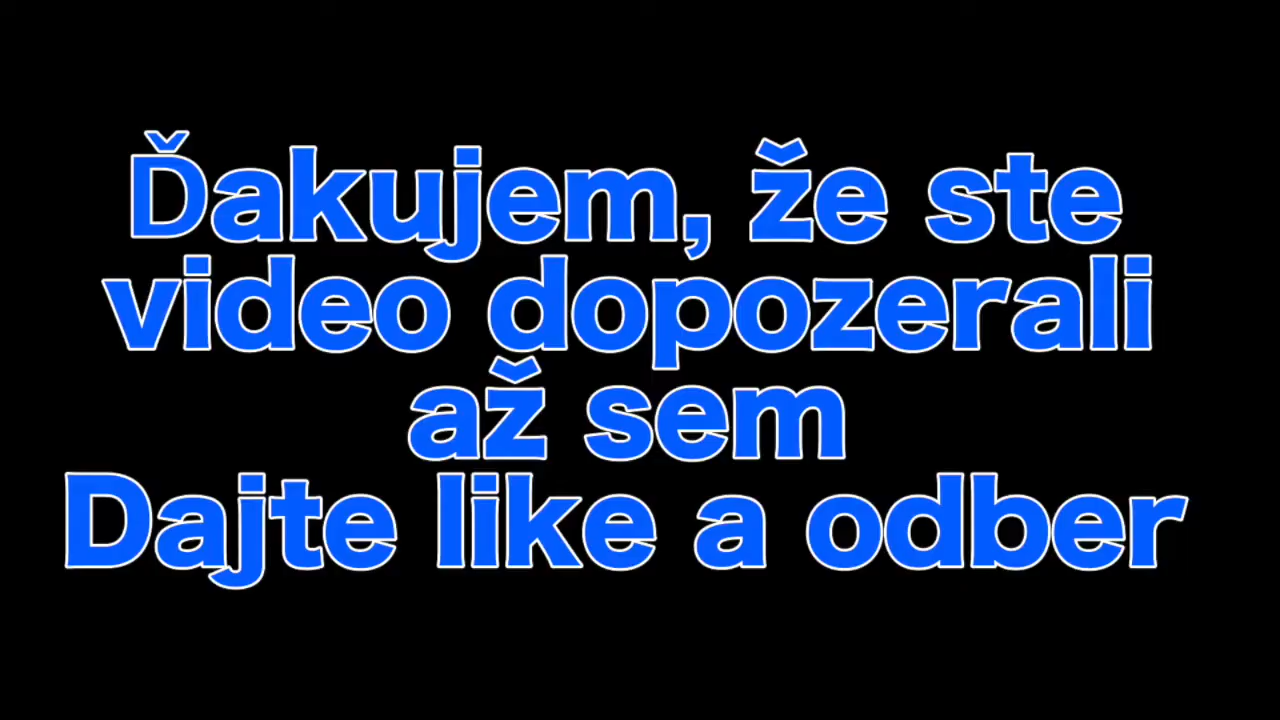 Ďakujem, že ste
video dopozerali
až sem
Dajte like a odber